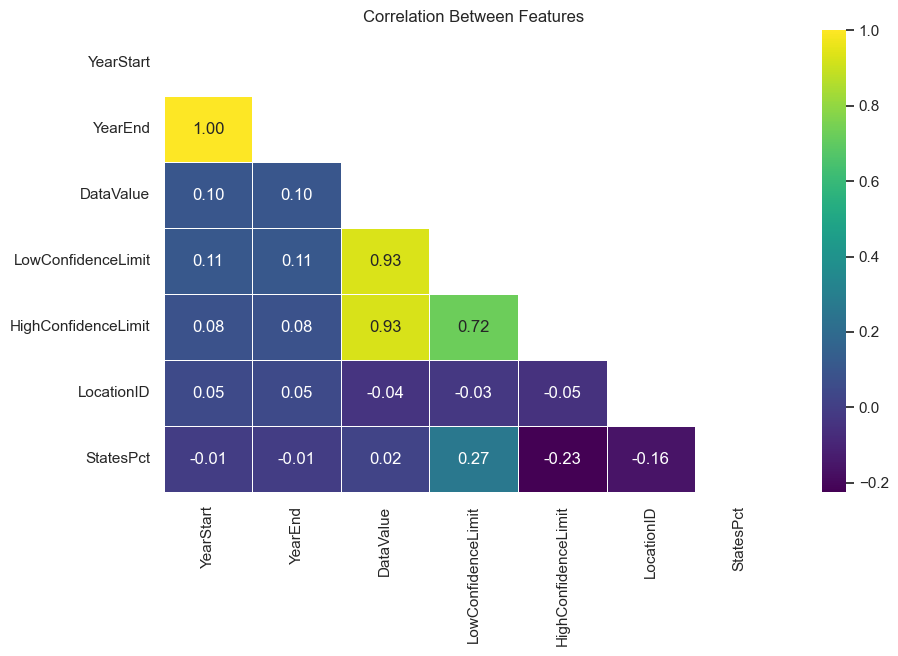 Correlation Between Features
YearStart
YearEnd 1.00
DataValue 0.10 0.10
LowConfidenceLimit 0.11 0.11 0.93
HighConfidenceLimit 0.08 0.08 0.93 0.72
LocationID 0.05 0.05 -0.04 -0.03 -0.05
StatesPct -0.01 -0.01 0.02 0.27 -0.23 -0.16
YearStart
YearEnd
DataValue
LowConfidenceLimit
HighConfidenceLimit
LocationID
StatesPct
1.0
0.8
0.6
0.4
0.2
0.0
−0.2